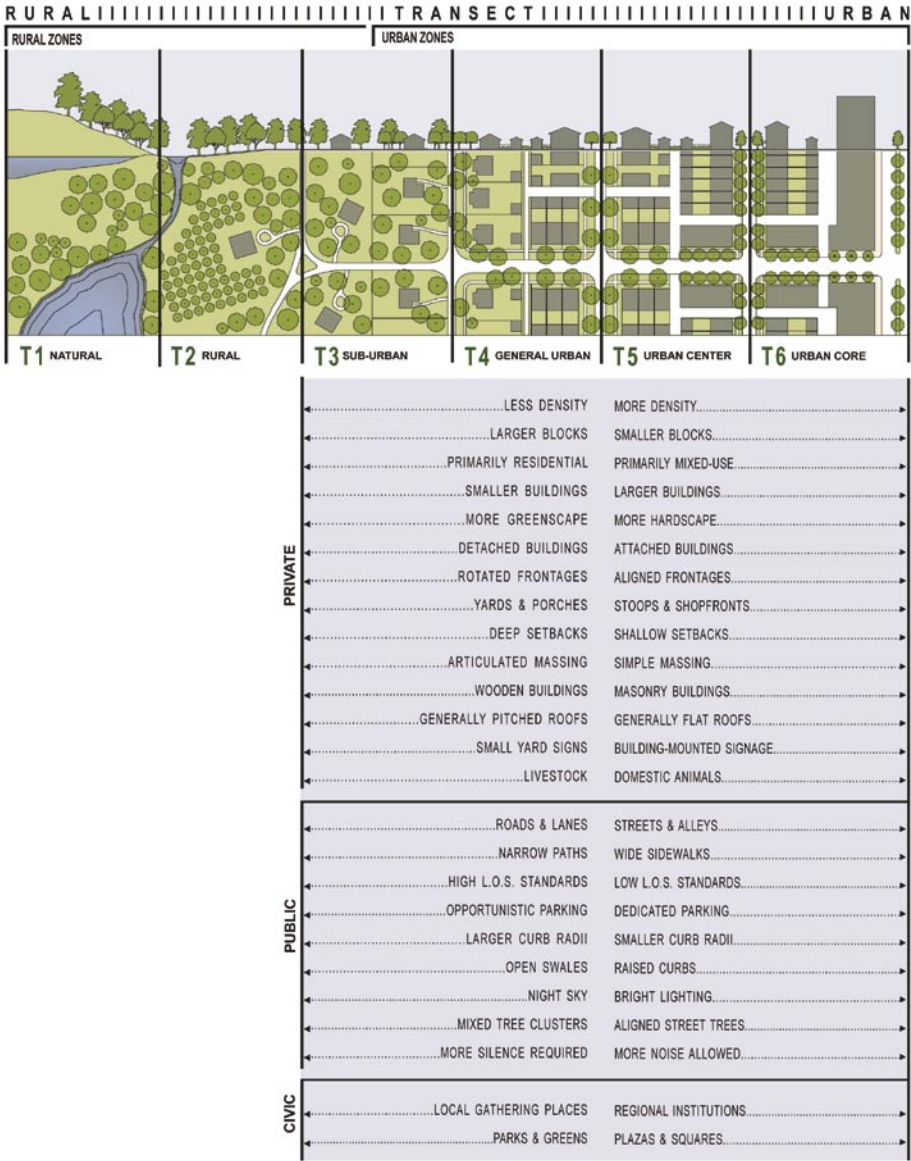 RURAL IIIIIIIIIIIIIIIIIIIIIIIIIII TRANSECT IIIIIIIIIIIIIIIIIIIIIIIIIII URBAN
RURAL ZONES
URBAN ZONES
T1 NATURAL
T2 RURAL
T3 SUB-URBAN
T4 GENERAL URBAN
T5 URBAN CENTER
T6 URBAN CORE
PRIVATE
LESS DENSITY MORE DENSITY
LARGER BLOCKS SMALLER BLOCKS
PRIMARILY RESIDENTIAL PRIMARILY MIXED-USE
SMALLER BUILDINGS LARGER BUILDINGS
MORE GREENSCAPE MORE HARDSCAPE
DETACHED BUILDINGS ATTACHED BUILDINGS
ROTATED FRONTAGES ALIGNED FRONTAGES
YARDS & PORCHES STOOPS & SHOPFRONTS
DEEP SETBACKS SHALLOW SETBACKS
ARTICULATED MASSING SIMPLE MASSING
WOODEN BUILDINGS MASONRY BUILDINGS
GENERALLY PITCHED ROOFS GENERALLY FLAT ROOFS
SMALL YARD SIGNS BUILDING-MOUNTED SIGNAGE
LIVESTOCK DOMESTIC ANIMALS
PUBLIC
ROADS & LANES STREETS & ALLEYS
NARROW PATHS WIDE SIDEWALKS
HIGH L.O.S. STANDARDS LOW L.O.S. STANDARDS
OPPORTUNISTIC PARKING DEDICATED PARKING
LARGER CURB RADII SMALLER CURB RADII
OPEN SWALES RAISED CURBS
NIGHT SKY BRIGHT LIGHTING
MIXED TREE CLUSTERS ALIGNED STREET TREES
MORE SILENCE REQUIRED MORE NOISE ALLOWED
CIVIC
LOCAL GATHERING PLACES REGIONAL INSTITUTIONS
PARKS & GREENS PLAZAS & SQUARES